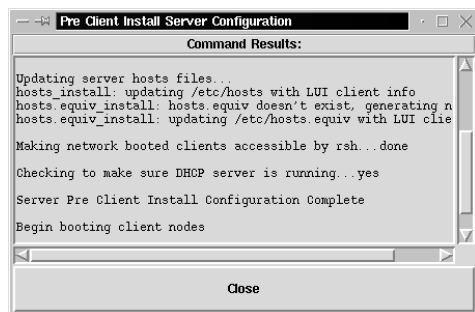 Pre Client Install Server Configuration
Command Results:
Updating server hosts files...
hosts_install: updating /etc/hosts with LUI client info
hosts.equiv_install: hosts.equiv doesn't exist, generating n
hosts.equiv_install: updating /etc/hosts.equiv with LUI clie
Making network booted clients accessible by rsh...done
Checking to make sure DHCP server is running...yes
Server Pre Client Install Configuration Complete
Begin booting client nodes
Close